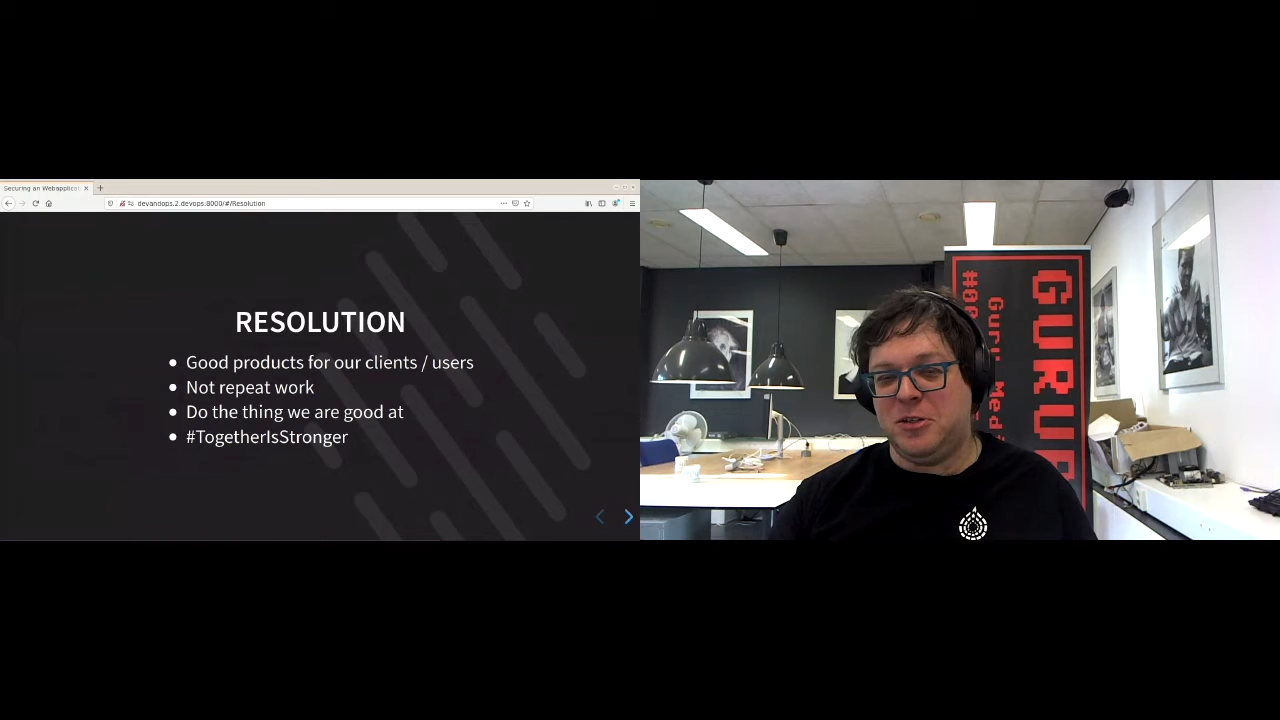 Securing an Webapplicat
devandops.2.devops:8000/#/Resolution
RESOLUTION
Good products for our clients / users
Not repeat work
Do the thing we are good at
#TogetherIsStronger
GURU